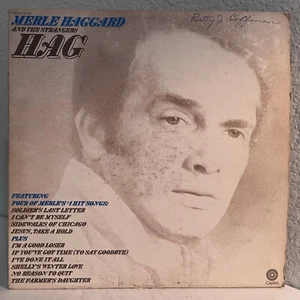 Betty J. Coffman
MERLE HAGGARD
AND THE STRANGERS
HAG
FEATURING
FOUR OF MERLE'S #1 HIT SONGS:
SOLDIER'S LAST LETTER
I CAN'T BE MYSELF
SIDEWALKS OF CHICAGO
JESUS, TAKE A HOLD
PLUS
I'M A GOOD LOSER
IF YOU'VE GOT TIME (TO SAY GOODBYE)
I'VE DONE IT ALL
SHELLY'S WINTER LOVE
NO REASON TO QUIT
THE FARMER'S DAUGHTER
Capitol